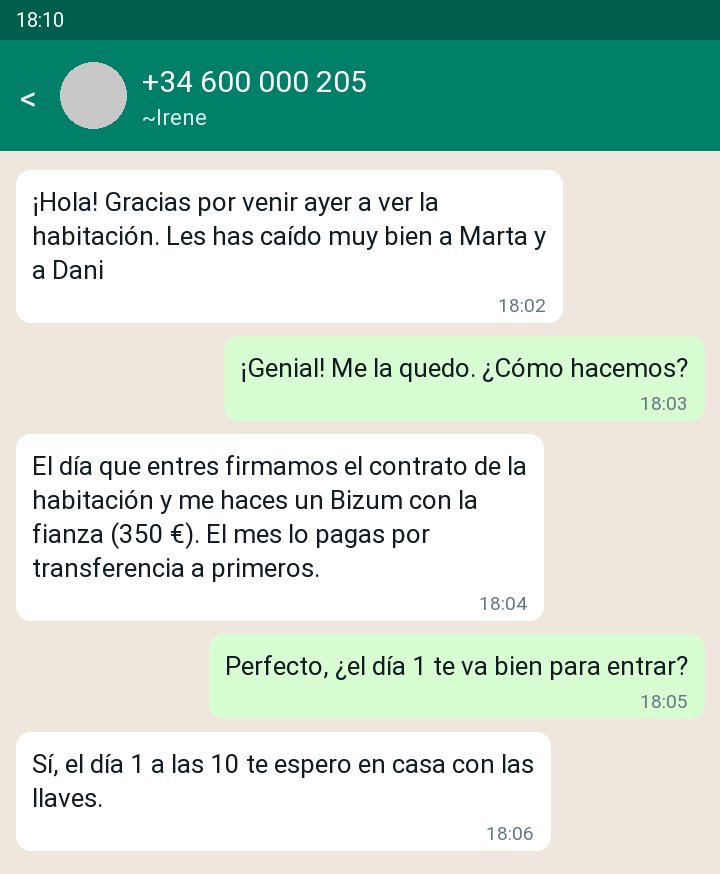 18:10
<
+34 600 000 205
~Irene
¡Hola! Gracias por venir ayer a ver la
habitación. Les has caído muy bien a Marta y
a Dani
18:02
¡Genial! Me la quedo. ¿Cómo hacemos?
18:03
El día que entres firmamos el contrato de la
habitación y me haces un Bizum con la
fianza (350 €). El mes lo pagas por
transferencia a primeros.
18:04
Perfecto, ¿el día 1 te va bien para entrar?
18:05
Sí, el día 1 a las 10 te espero en casa con las
llaves.
18:06